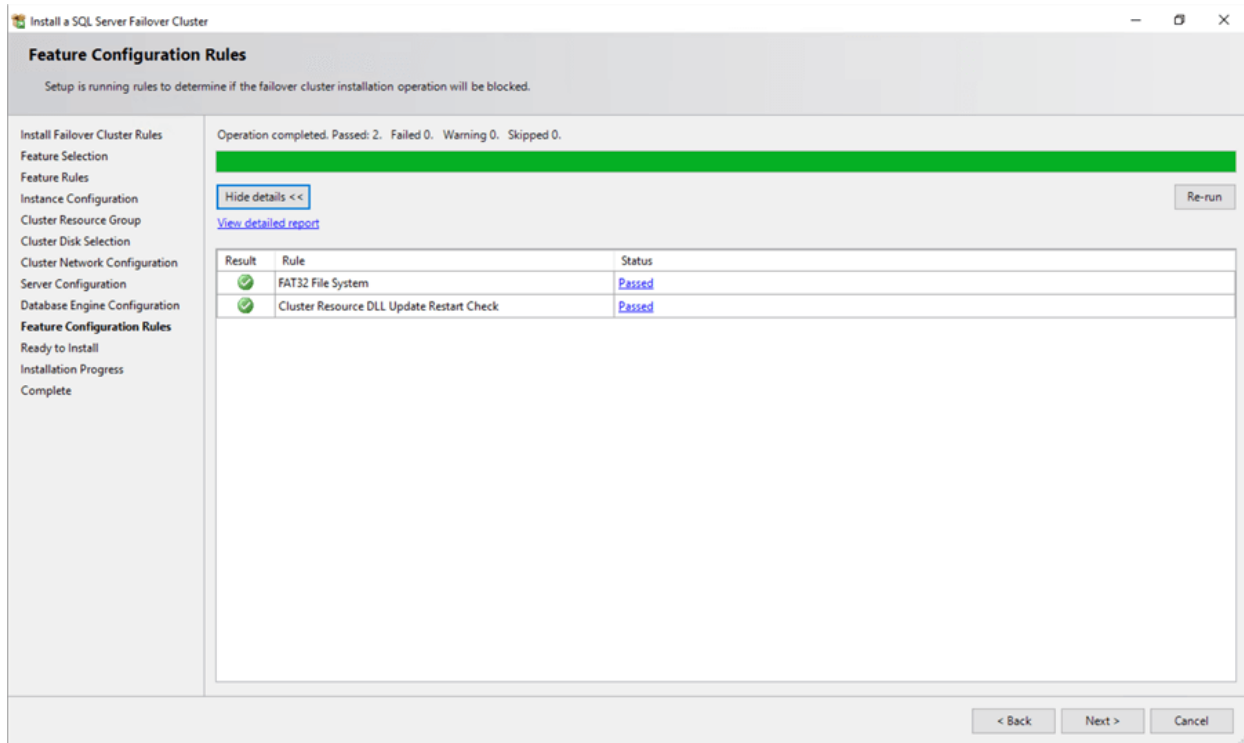 Install a SQL Server Failover Cluster
Feature Configuration Rules
Setup is running rules to determine if the failover cluster installation operation will be blocked.
Install Failover Cluster Rules
Feature Selection
Feature Rules
Instance Configuration
Cluster Resource Group
Cluster Disk Selection
Cluster Network Configuration
Server Configuration
Database Engine Configuration
Feature Configuration Rules
Ready to Install
Installation Progress
Complete
Operation completed. Passed: 2. Failed 0. Warning 0. Skipped 0.
Hide details << Re-run
View detailed report
Result Rule Status
FAT32 File System Passed
Cluster Resource DLL Update Restart Check Passed
< Back Next > Cancel